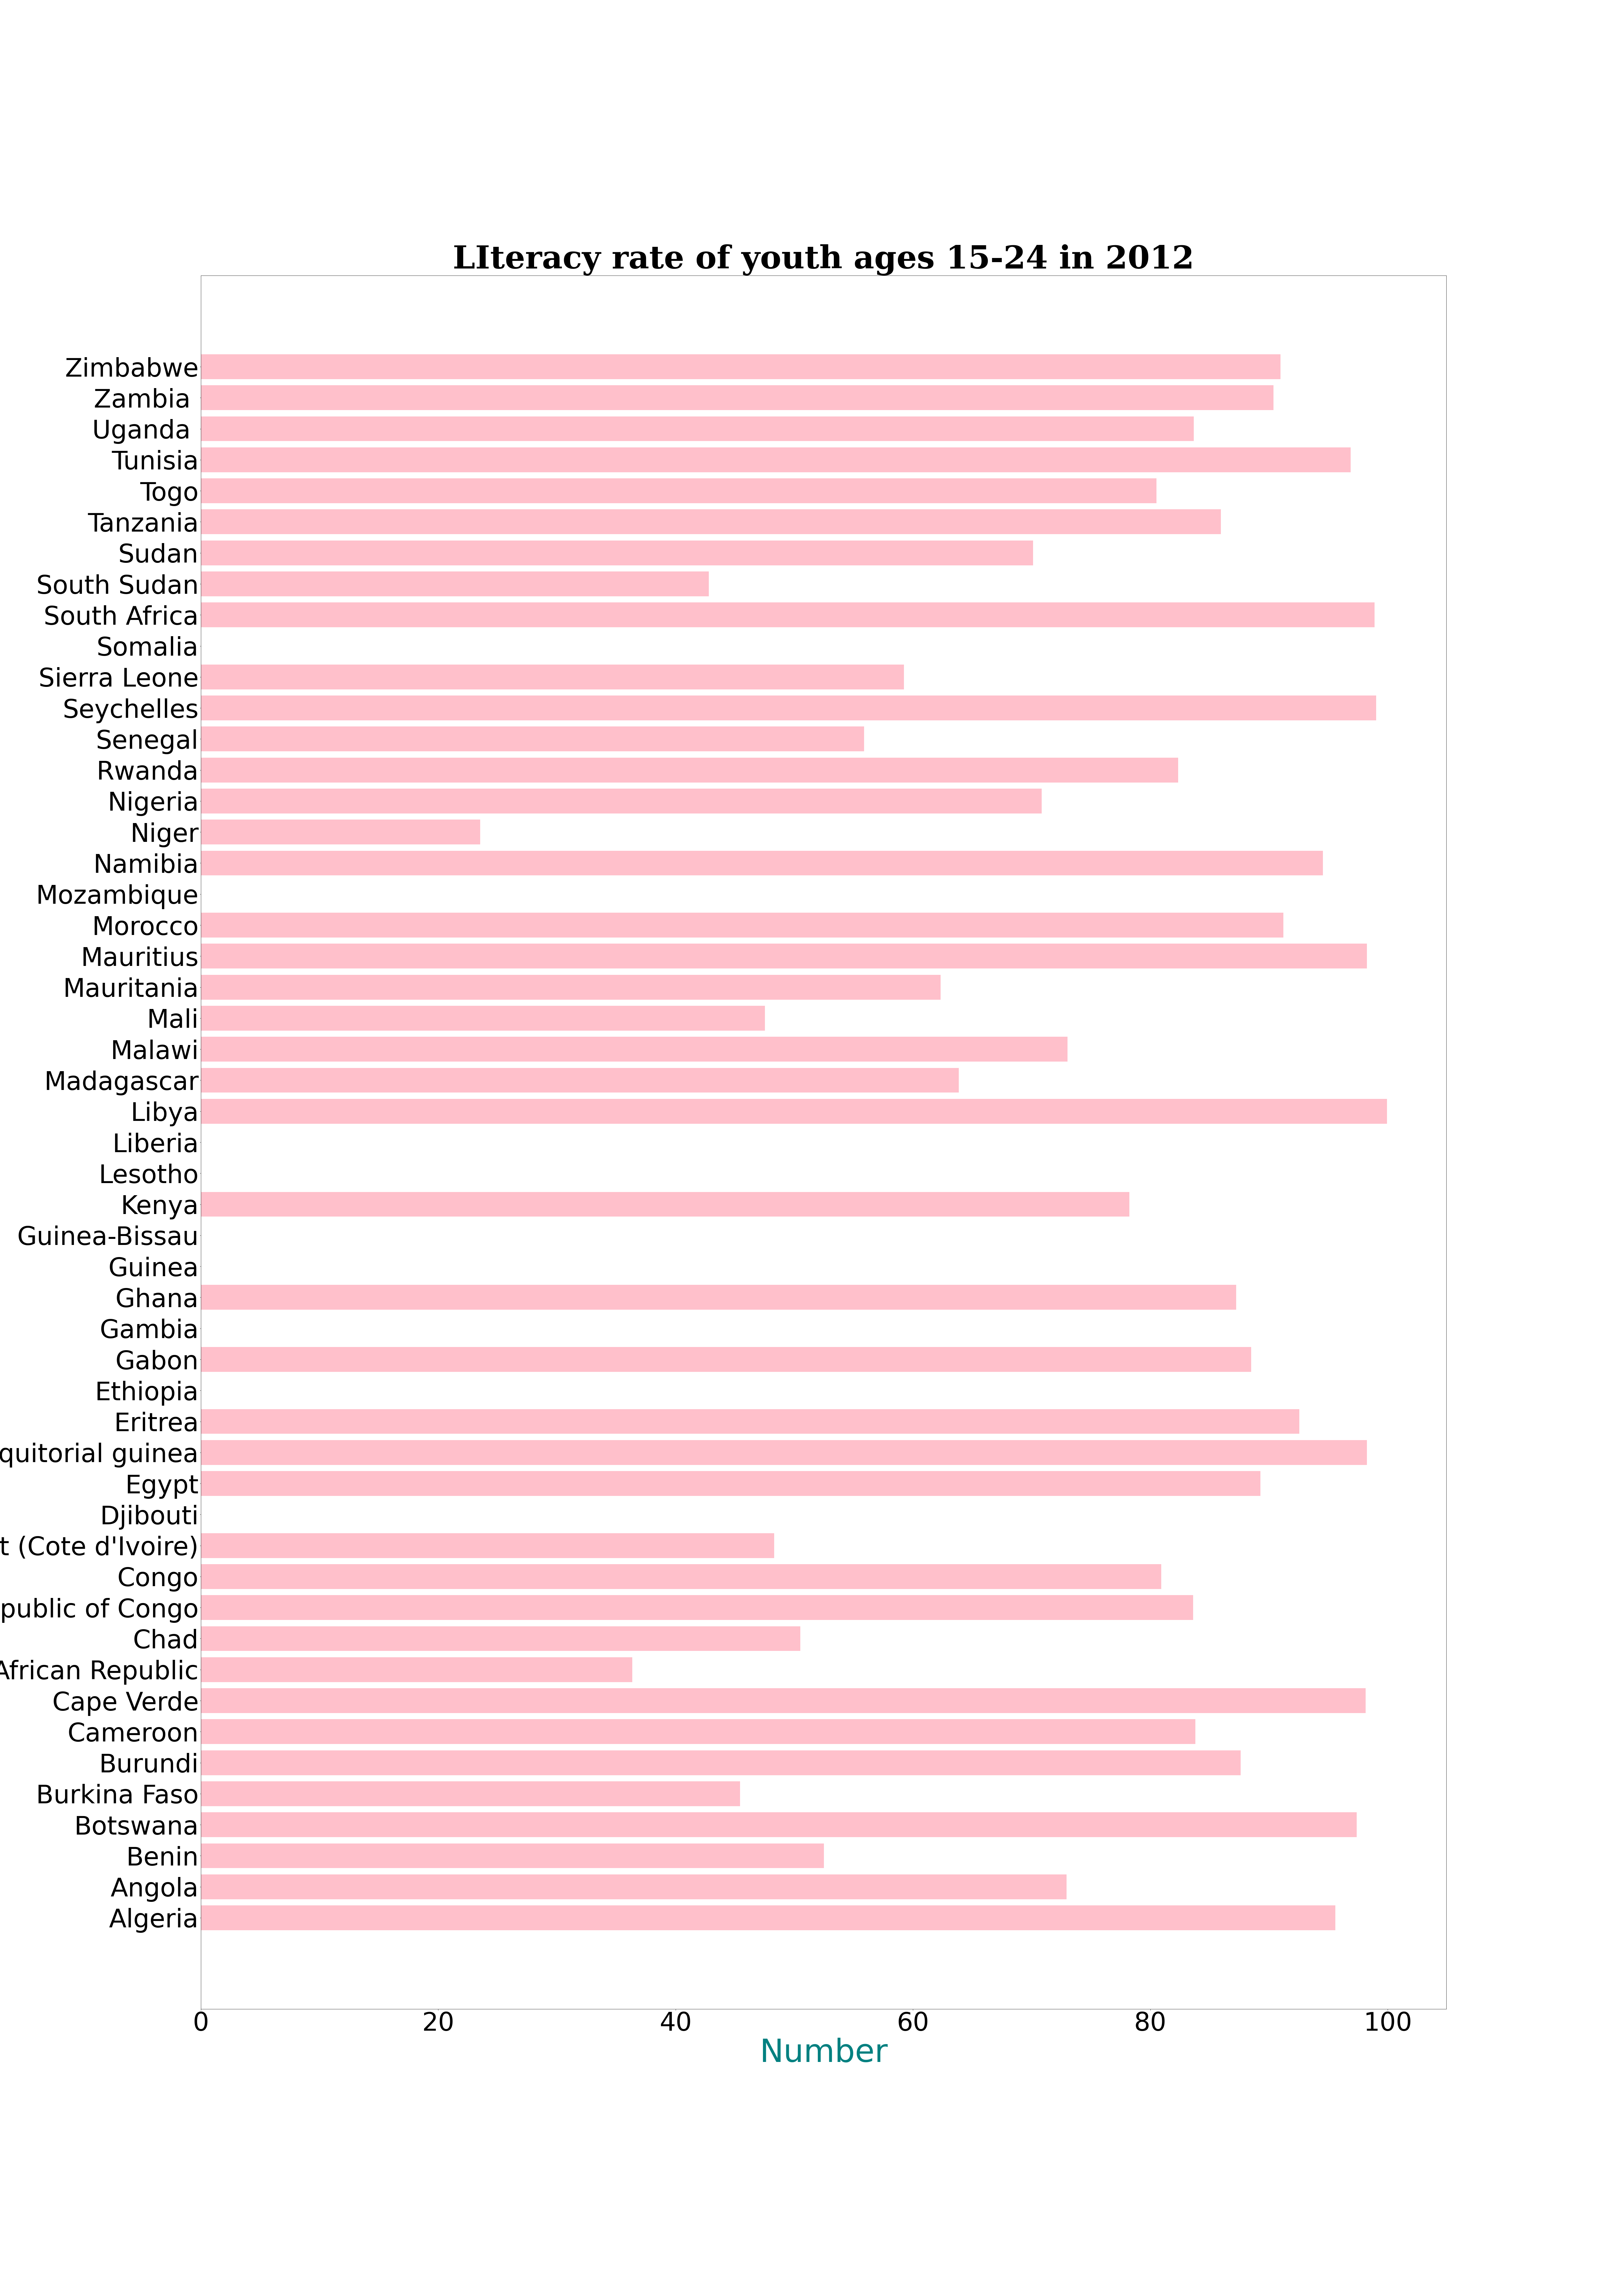 LIteracy rate of youth ages 15-24 in 2012
Zimbabwe
Zambia
Uganda
Tunisia
Togo
Tanzania
Sudan
South Sudan
South Africa
Somalia
Sierra Leone
Seychelles
Senegal
Rwanda
Nigeria
Niger
Namibia
Mozambique
Morocco
Mauritius
Mauritania
Mali
Malawi
Madagascar
Libya
Liberia
Lesotho
Kenya
Guinea-Bissau
Guinea
Ghana
Gambia
Gabon
Ethiopia
Eritrea
quitorial guinea
Egypt
Djibouti
t (Cote d'Ivoire)
Congo
public of Congo
Chad
African Republic
Cape Verde
Cameroon
Burundi
Burkina Faso
Botswana
Benin
Angola
Algeria
0 20 40 60 80 100
Number